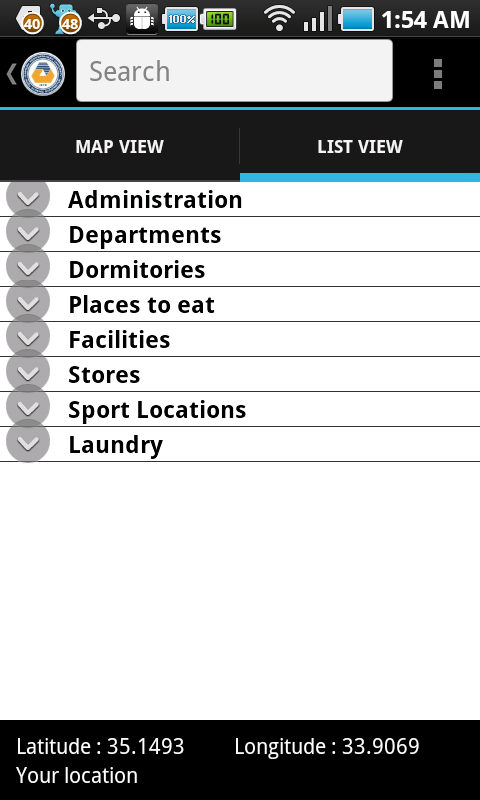 40 48 100% 100 1:54 AM
Search
MAP VIEW LIST VIEW
Administration
Departments
Dormitories
Places to eat
Facilities
Stores
Sport Locations
Laundry
Latitude : 35.1493 Longitude : 33.9069
Your location